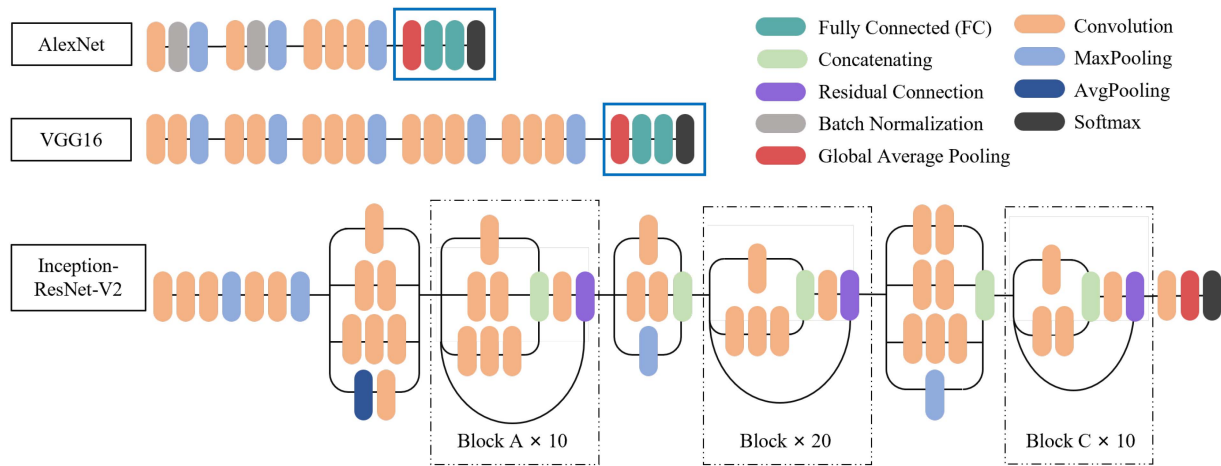 AlexNet
VGG16
Inception-
ResNet-V2
Fully Connected (FC)
Concatenating
Residual Connection
Batch Normalization
Global Average Pooling
Convolution
MaxPooling
AvgPooling
Softmax
Block A × 10
Block × 20
Block C × 10